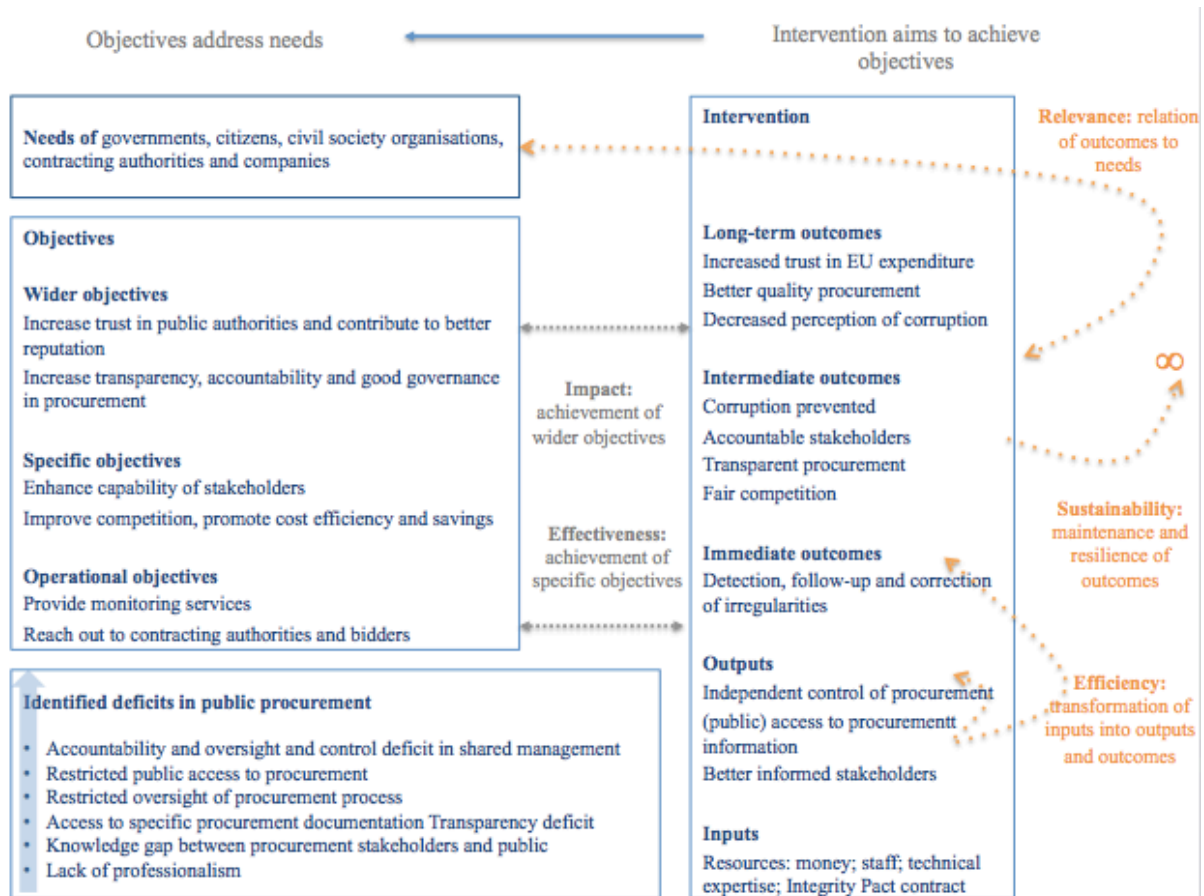 Objectives address needs
Intervention aims to achieve
objectives
Needs of governments, citizens, civil society organisations,
contracting authorities and companies
Objectives
Wider objectives
Increase trust in public authorities and contribute to better
reputation
Increase transparency, accountability and good governance
in procurement
Specific objectives
Enhance capability of stakeholders
Improve competition, promote cost efficiency and savings
Operational objectives
Provide monitoring services
Reach out to contracting authorities and bidders
Identified deficits in public procurement
• Accountability and oversight and control deficit in shared management
• Restricted public access to procurement
• Restricted oversight of procurement process
• Access to specific procurement documentation Transparency deficit
• Knowledge gap between procurement stakeholders and public
• Lack of professionalism
Impact:
achievement of
wider objectives
Effectiveness:
achievement of
specific objectives
Intervention
Long-term outcomes
Increased trust in EU expenditure
Better quality procurement
Decreased perception of corruption
Intermediate outcomes
Corruption prevented
Accountable stakeholders
Transparent procurement
Fair competition
Immediate outcomes
Detection, follow-up and correction
of irregularities
Outputs
Independent control of procurement
(public) access to procurementt
information
Better informed stakeholders
Inputs
Resources: money; staff; technical
expertise; Integrity Pact contract
Relevance: relation
of outcomes to
needs
∞
Sustainability:
maintenance and
resilience of
outcomes
Efficiency:
transformation of
inputs into outputs
and outcomes